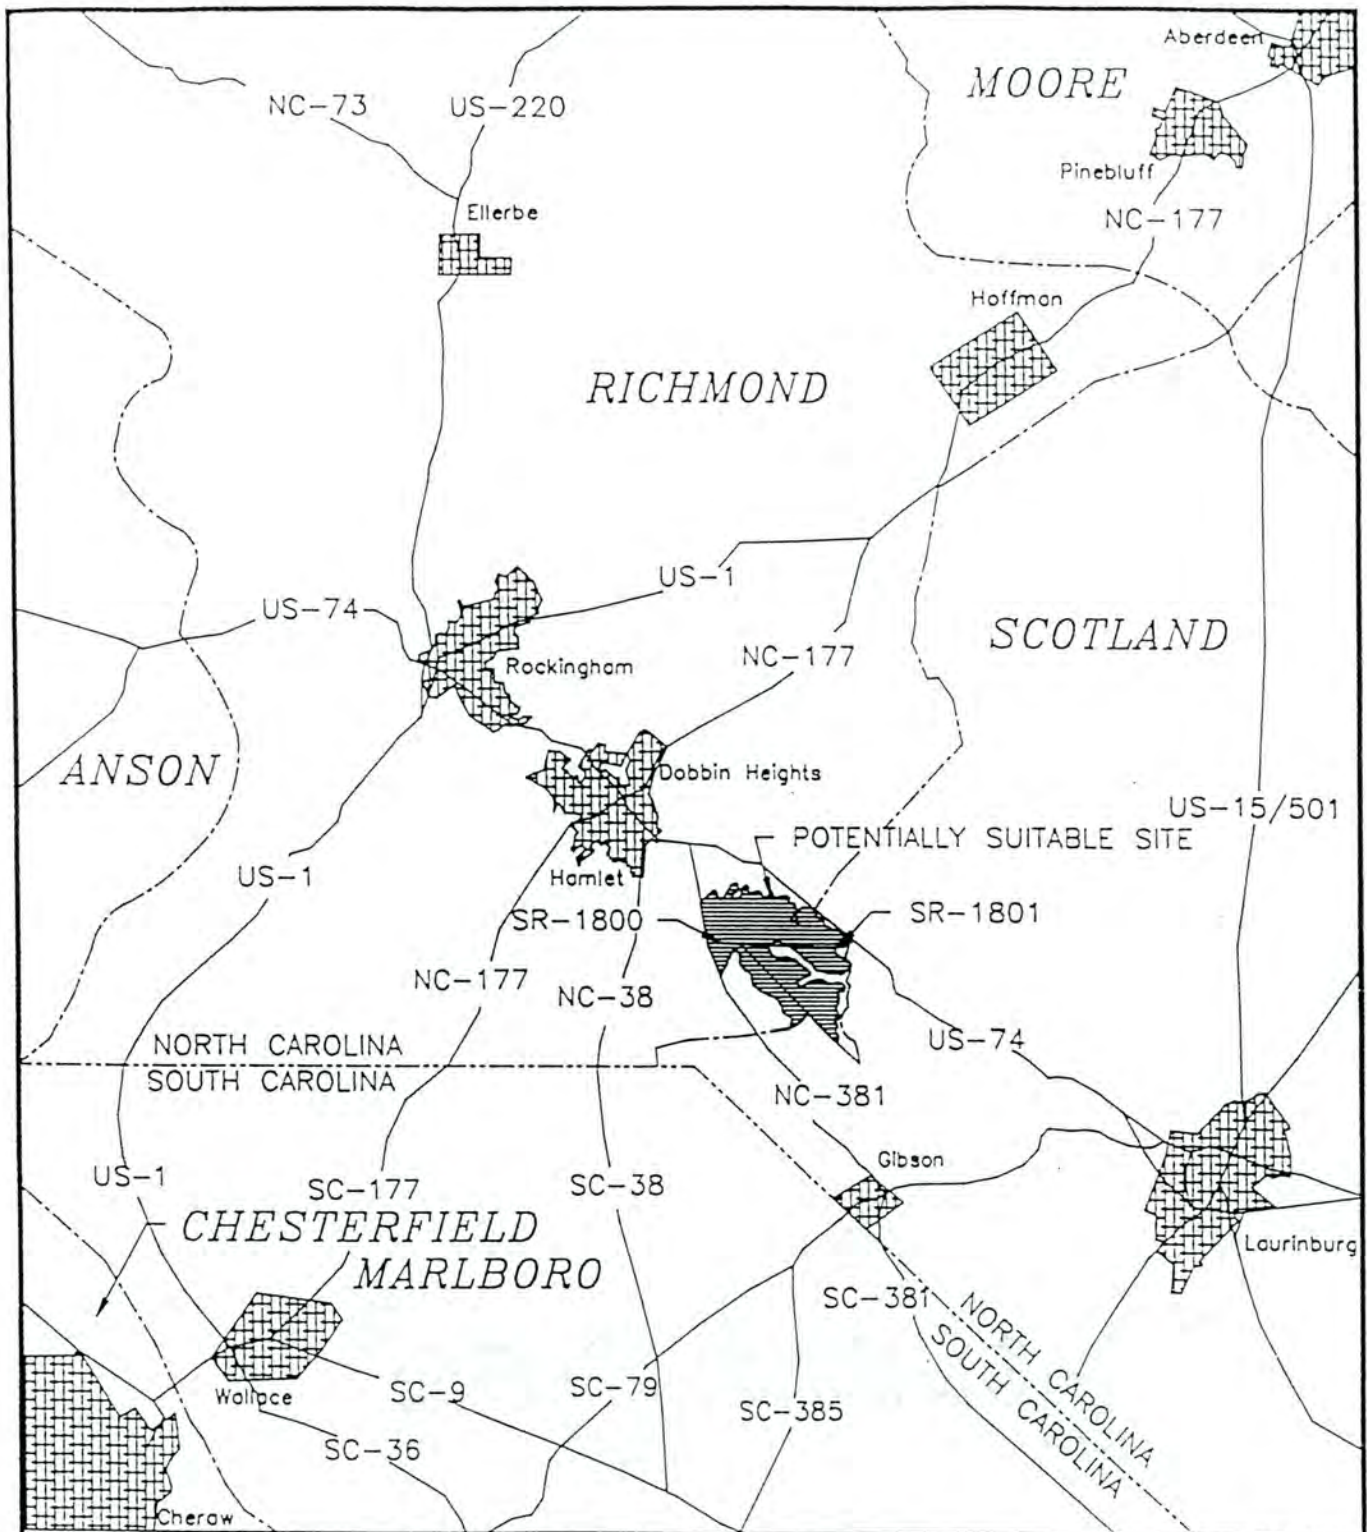 Aberdeen
MOORE
NC-73
US-220
Pinebluff
Ellerbe
NC-177
Hoffman
RICHMOND
US-1
US-74
SCOTLAND
NC-177
Rockingham
ANSON
Dobbin Heights
US-15/501
POTENTIALLY SUITABLE SITE
US-1
Hamlet
SR-1800
SR-1801
NC-177
NC-38
US-74
NORTH CAROLINA
SOUTH CAROLINA
NC-381
Gibson
US-1
SC-177
SC-38
CHESTERFIELD
MARLBORO
Laurinburg
SC-381
NORTH CAROLINA
SOUTH CAROLINA
Wallace
SC-9
SC-79
SC-385
SC-36
Cheraw